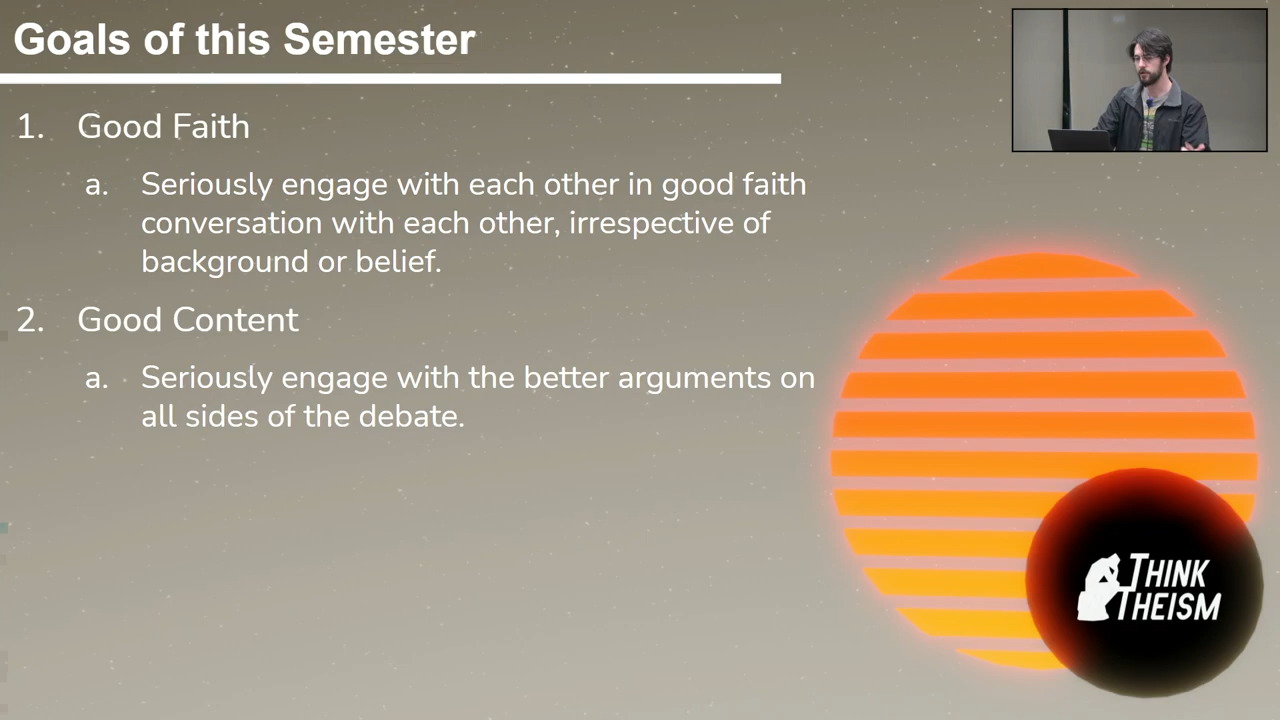 Goals of this Semester
1. Good Faith
a. Seriously engage with each other in good faith
conversation with each other, irrespective of
background or belief.
2. Good Content
a. Seriously engage with the better arguments on
all sides of the debate.
THINK
THEISM